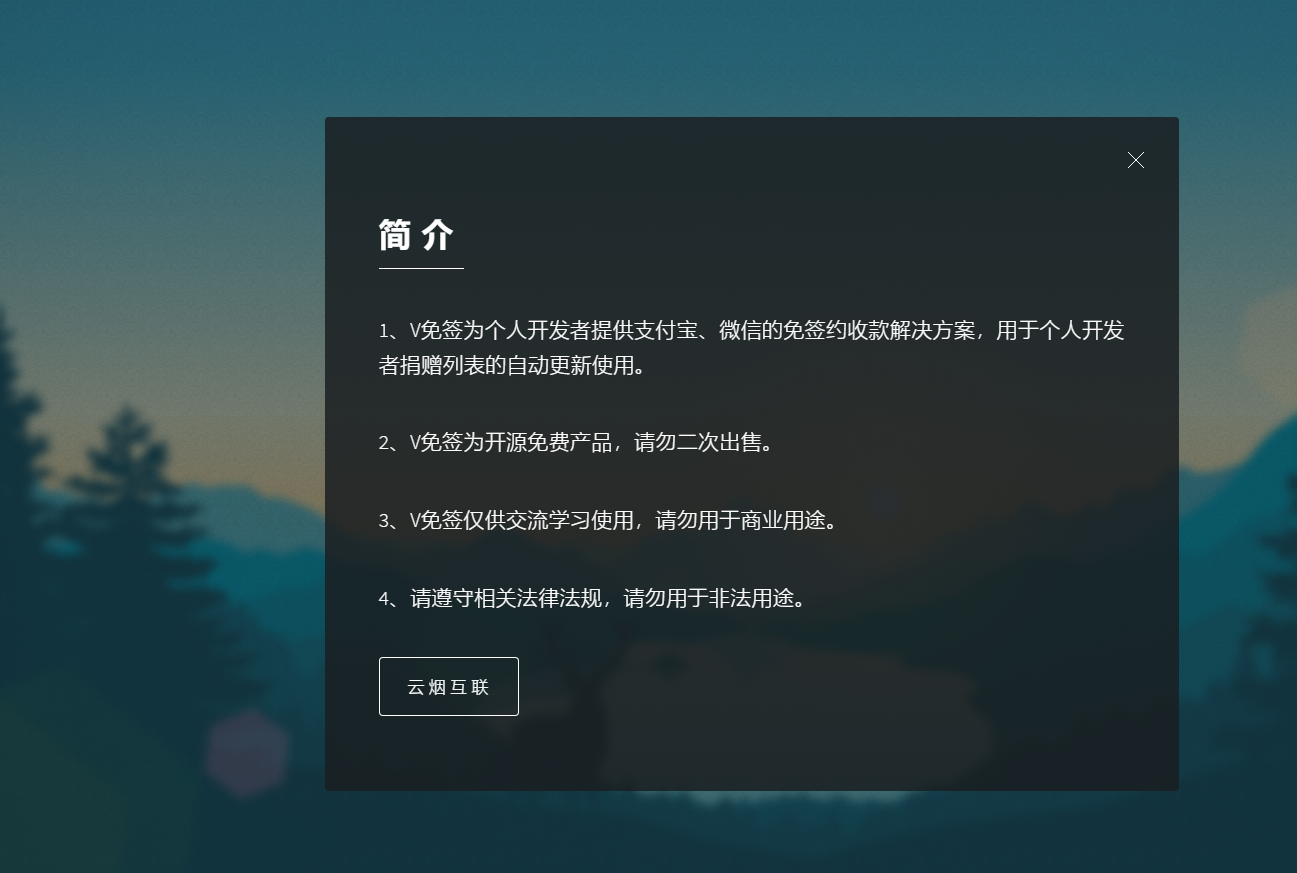 简 介
1、V免签为个人开发者提供支付宝、微信的免签约收款解决方案，用于个人开发
者捐赠列表的自动更新使用。
2、V免签为开源免费产品，请勿二次出售。
3、V免签仅供交流学习使用，请勿用于商业用途。
4、请遵守相关法律法规，请勿用于非法用途。
云烟互联